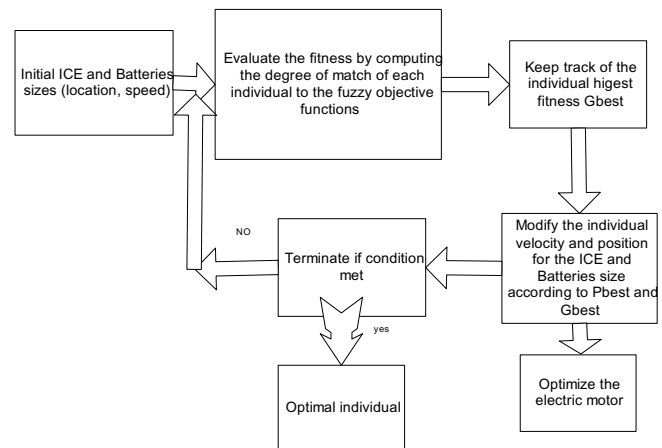 Initial ICE and Batteries
sizes (location, speed)
Evaluate the fitness by computing
the degree of match of each
individual to the fuzzy objective
functions
Keep track of the
individual higest
fitness Gbest
Modify the individual
velocity and position
for the ICE and
Batteries size
according to Pbest and
Gbest
Optimize the
electric motor
Terminate if condition
met
NO
yes
Optimal individual